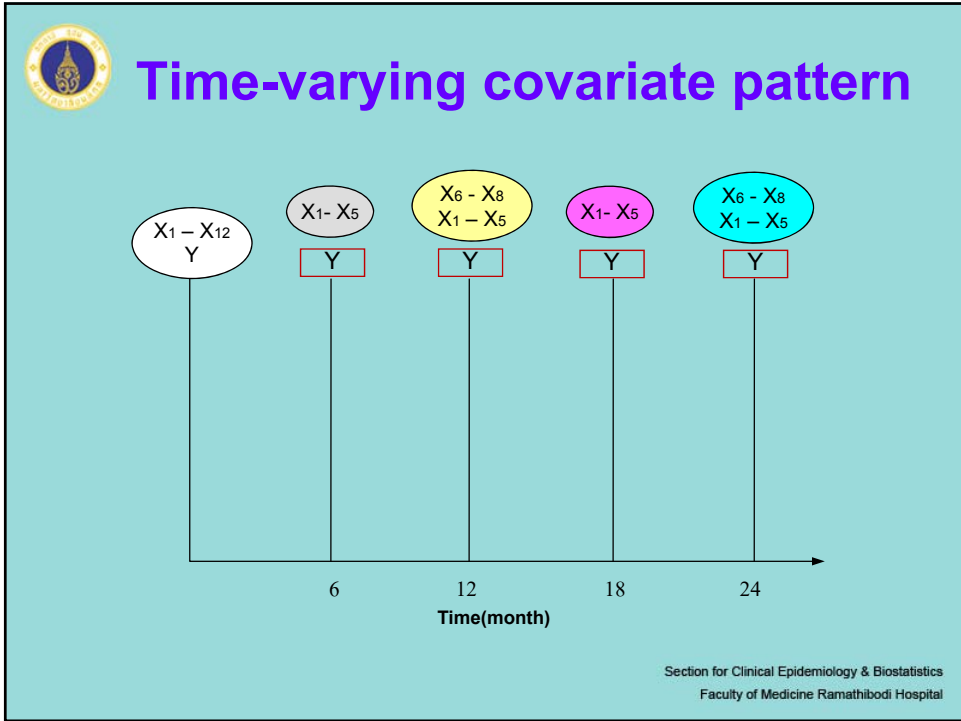 Time-varying covariate pattern
X1 – X12
Y
X1- X5
Y
X6 - X8
X1 – X5
Y
X1- X5
Y
X6 - X8
X1 – X5
Y
6 12 18 24
Time(month)
Section for Clinical Epidemiology & Biostatistics
Faculty of Medicine Ramathibodi Hospital